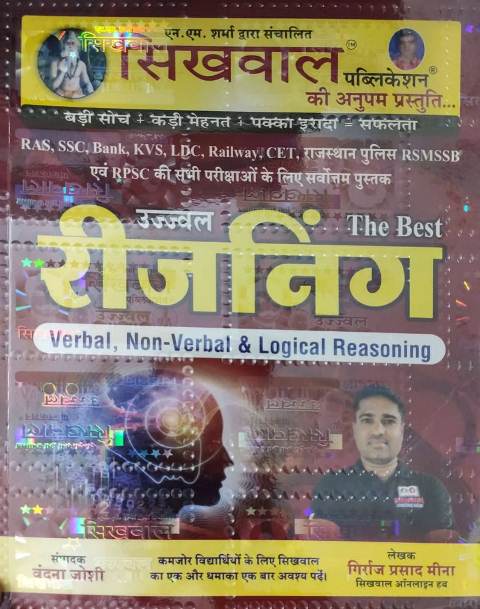 एन.एम. शर्मा द्वारा संचालित
सिखवाल™
पब्लिकेशन®
की अनुपम प्रस्तुति...
बड़ी सोच + कड़ी मेहनत + पक्का इरादा = सफलता
RAS, SSC, Bank, KVS, LDC, Railway, CET, राजस्थान पुलिस RSMSSB
एवं RPSC की सभी परीक्षाओं के लिए सर्वोत्तम पुस्तक
उज्ज्वल The Best
रीजनिंग
Verbal, Non-Verbal & Logical Reasoning
सिखवाल
संपादक
वंदना जोशी
कमजोर विद्यार्थियों के लिए सिखवाल
का एक और धमाका एक बार अवश्य पढ़ें।
लेखक
गिर्राज प्रसाद मीना
सिखवाल ऑनलाइन हब